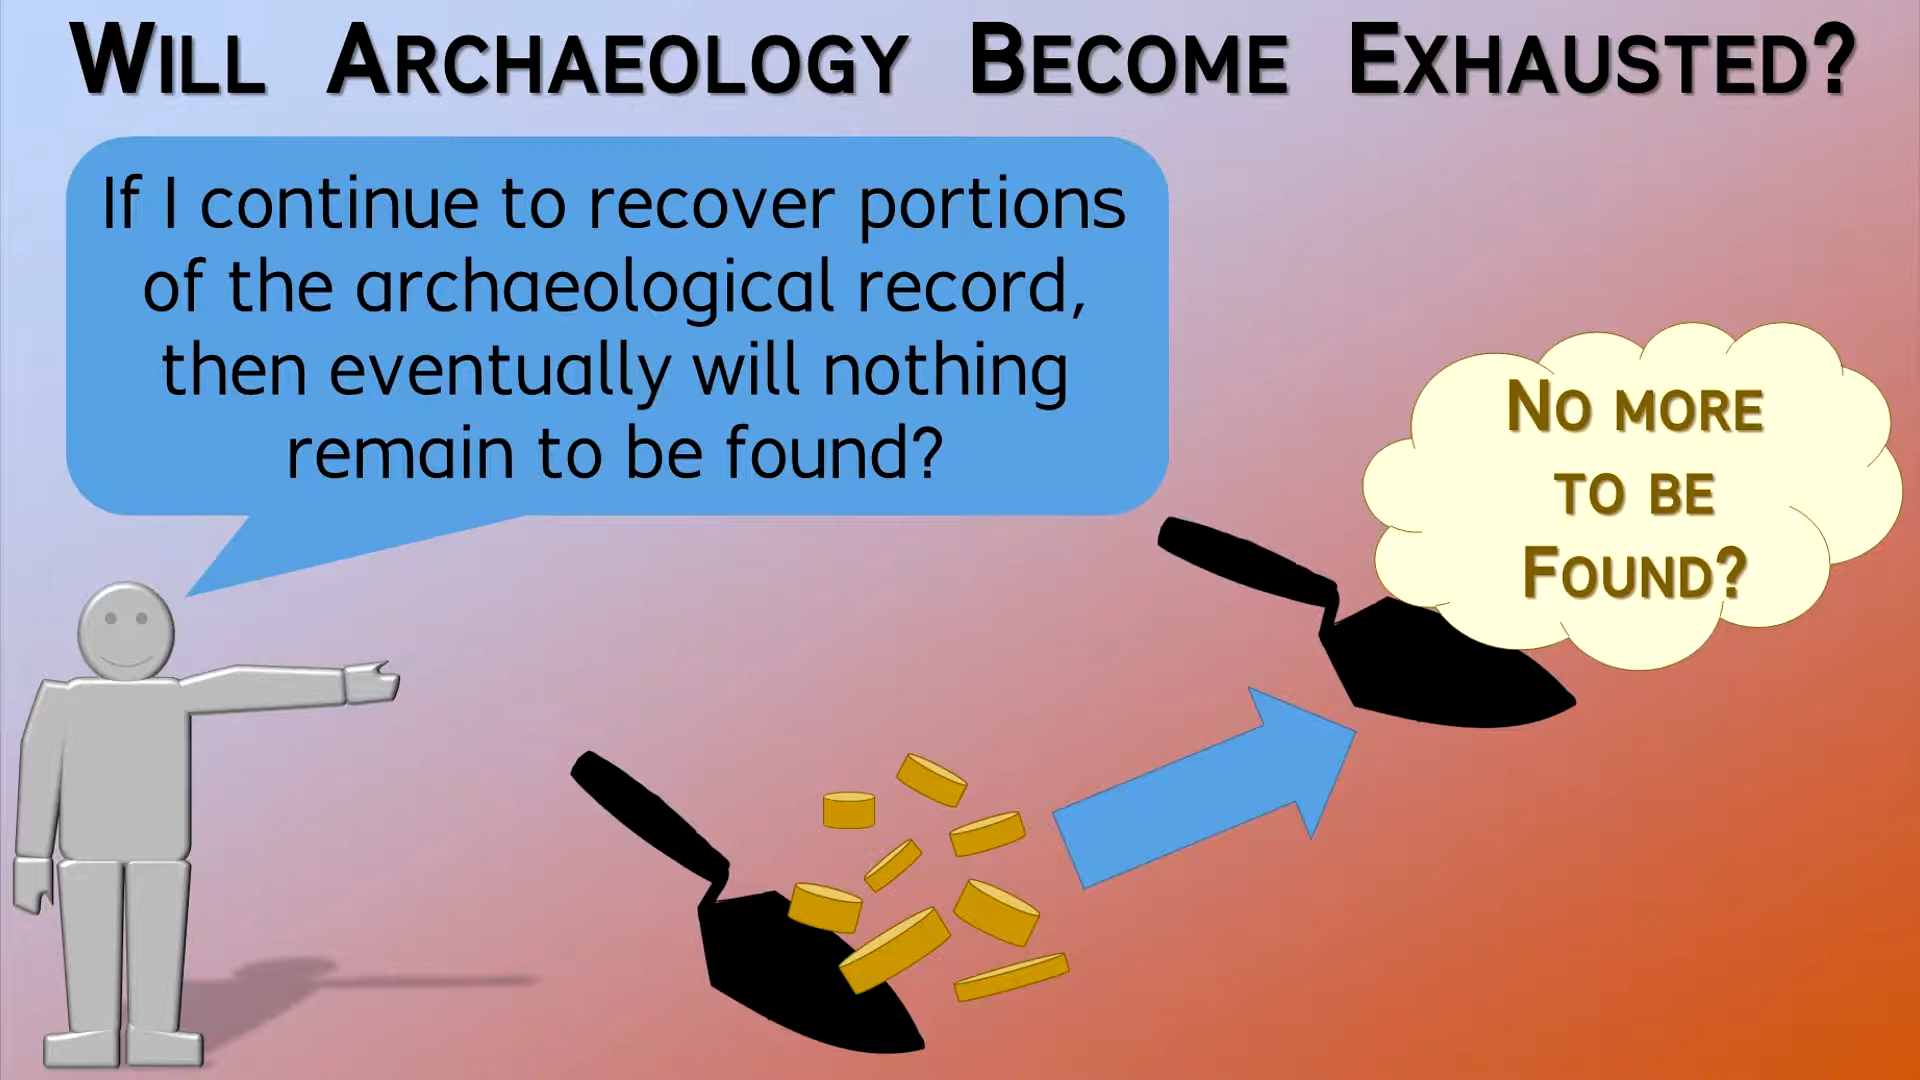 Will Archaeology Become Exhausted?
If I continue to recover portions
of the archaeological record,
then eventually will nothing
remain to be found?
No more
to be
Found?